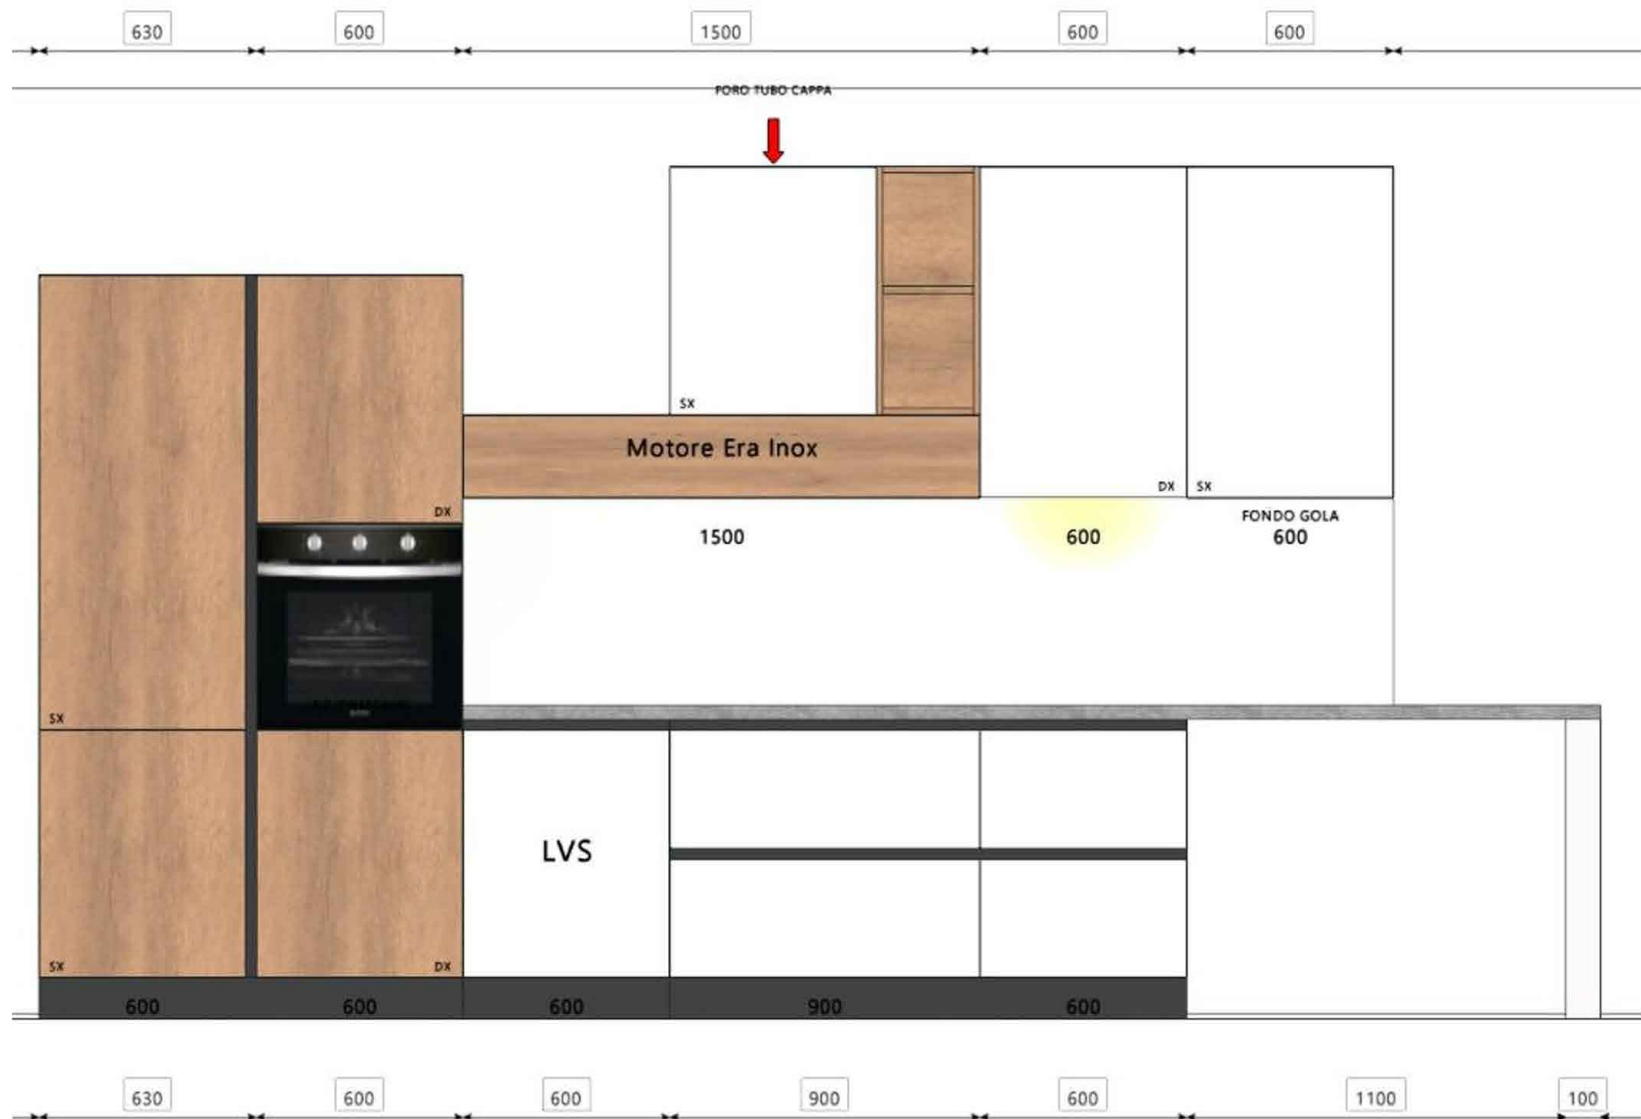 630 600 1500 600 600
FORO TUBO CAPPA
SX
Motore Era Inox
DX SX
DX
FONDO GOLA
1500 600 600
SX
LVS
SX DX
600 600 600 900 600
630 600 600 900 600 1100 100